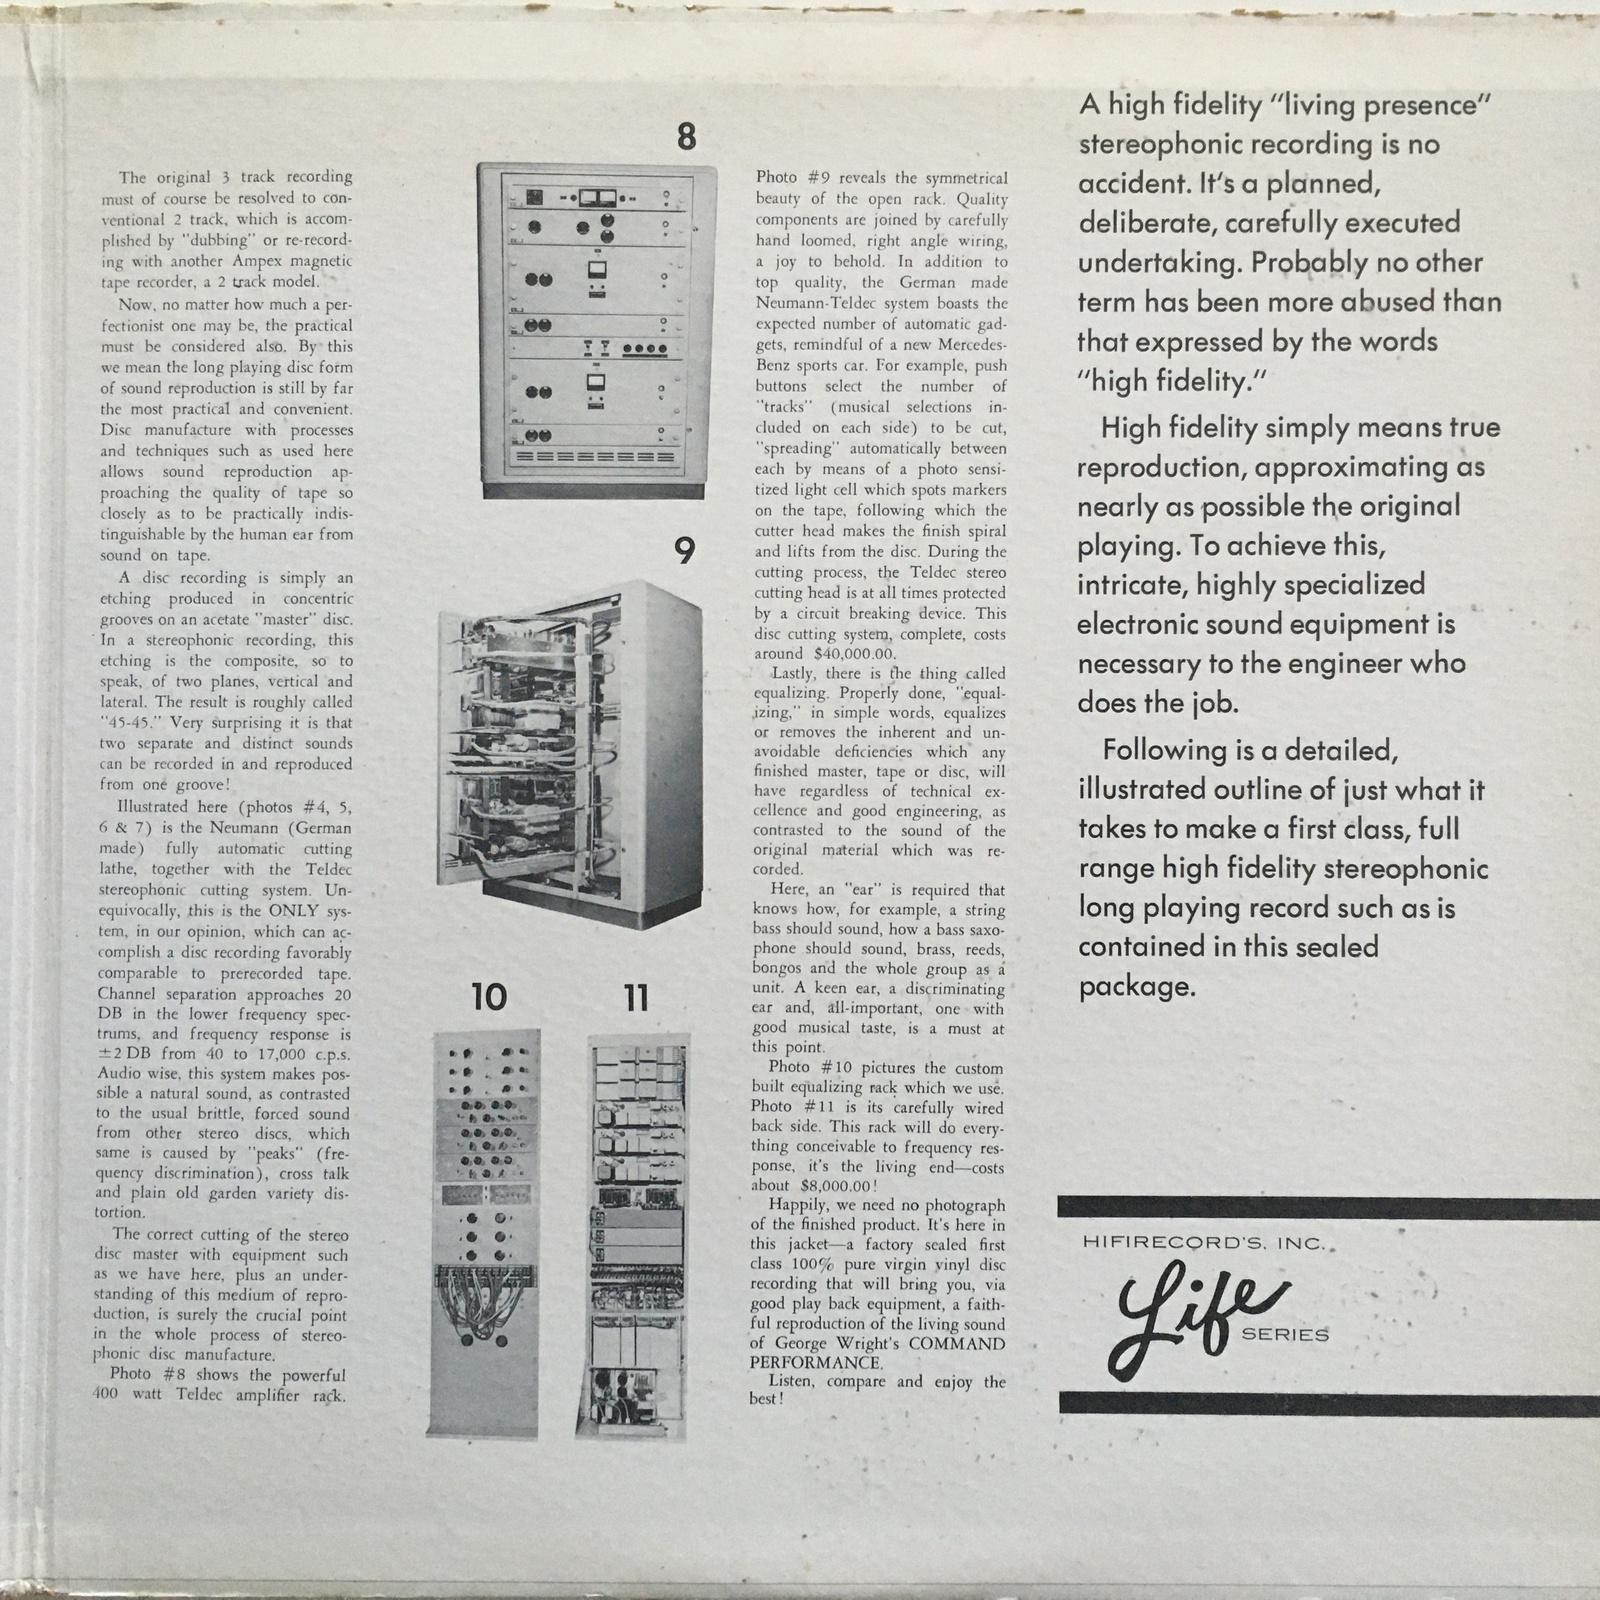 The original 3 track recording
must of course be resolved to con-
ventional 2 track, which is accom-
plished by "dubbing" or re-record-
ing with another Ampex magnetic
tape recorder, a 2 track model.
Now, no matter how much a per-
fectionist one may be, the practical
must be considered also. By this
we mean the long playing disc form
of sound reproduction is still by far
the most practical and convenient.
Disc manufacture with processes
and techniques such as used here
allows sound reproduction ap-
proaching the quality of tape so
closely as to be practically indis-
tinguishable by the human ear from
sound on tape.
A disc recording is simply an
etching produced in concentric
grooves on an acetate "master" disc.
In a stereophonic recording, this
etching is the composite, so to
speak, of two planes, vertical and
lateral. The result is roughly called
"45-45." Very surprising it is that
two separate and distinct sounds
can be recorded in and reproduced
from one groove!
Illustrated here (photos #4, 5,
6 & 7) is the Neumann (German
made) fully automatic cutting
lathe, together with the Teldec
stereophonic cutting system. Un-
equivocally, this is the ONLY sys-
tem, in our opinion, which can ac-
complish a disc recording favorably
comparable to prerecorded tape.
Channel separation approaches 20
DB in the lower frequency spec-
trums, and frequency response is
±2 DB from 40 to 17,000 c.p.s.
Audio wise, this system makes pos-
sible a natural sound, as contrasted
to the usual brittle, forced sound
from other stereo discs, which
same is caused by "peaks" (fre-
quency discrimination), cross talk
and plain old garden variety dis-
tortion.
The correct cutting of the stereo
disc master with equipment such
as we have here, plus an under-
standing of this medium of repro-
duction, is surely the crucial point
in the whole process of stereo-
phonic disc manufacture.
Photo #8 shows the powerful
400 watt Teldec amplifier rack.
8
9
10
11
Photo #9 reveals the symmetrical
beauty of the open rack. Quality
components are joined by carefully
hand loomed, right angle wiring,
a joy to behold. In addition to
top quality, the German made
Neumann-Teldec system boasts the
expected number of automatic gad-
gets, remindful of a new Mercedes-
Benz sports car. For example, push
buttons select the number of
"tracks" (musical selections in-
cluded on each side) to be cut,
"spreading" automatically between
each by means of a photo sensi-
tized light cell which spots markers
on the tape, following which the
cutter head makes the finish spiral
and lifts from the disc. During the
cutting process, the Teldec stereo
cutting head is at all times protected
by a circuit breaking device. This
disc cutting system, complete, costs
around $40,000.00.
Lastly, there is the thing called
equalizing. Properly done, "equal-
izing," in simple words, equalizes
or removes the inherent and un-
avoidable deficiencies which any
finished master, tape or disc, will
have regardless of technical ex-
cellence and good engineering, as
contrasted to the sound of the
original material which was re-
corded.
Here, an "ear" is required that
knows how, for example, a string
bass should sound, how a bass saxo-
phone should sound, brass, reeds,
bongos and the whole group as a
unit. A keen ear, a discriminating
ear and, all-important, one with
good musical taste, is a must at
this point.
Photo #10 pictures the custom
built equalizing rack which we use.
Photo #11 is its carefully wired
back side. This rack will do every-
thing conceivable to frequency res-
ponse, it's the living end—costs
about $8,000.00!
Happily, we need no photograph
of the finished product. It's here in
this jacket—a factory sealed first
class 100% pure virgin vinyl disc
recording that will bring you, via
good play back equipment, a faith-
ful reproduction of the living sound
of George Wright's COMMAND
PERFORMANCE.
Listen, compare and enjoy the
best!
A high fidelity "living presence"
stereophonic recording is no
accident. It's a planned,
deliberate, carefully executed
undertaking. Probably no other
term has been more abused than
that expressed by the words
"high fidelity."
High fidelity simply means true
reproduction, approximating as
nearly as possible the original
playing. To achieve this,
intricate, highly specialized
electronic sound equipment is
necessary to the engineer who
does the job.
Following is a detailed,
illustrated outline of just what it
takes to make a first class, full
range high fidelity stereophonic
long playing record such as is
contained in this sealed
package.
HIFIRECORD'S, INC.
Life
SERIES